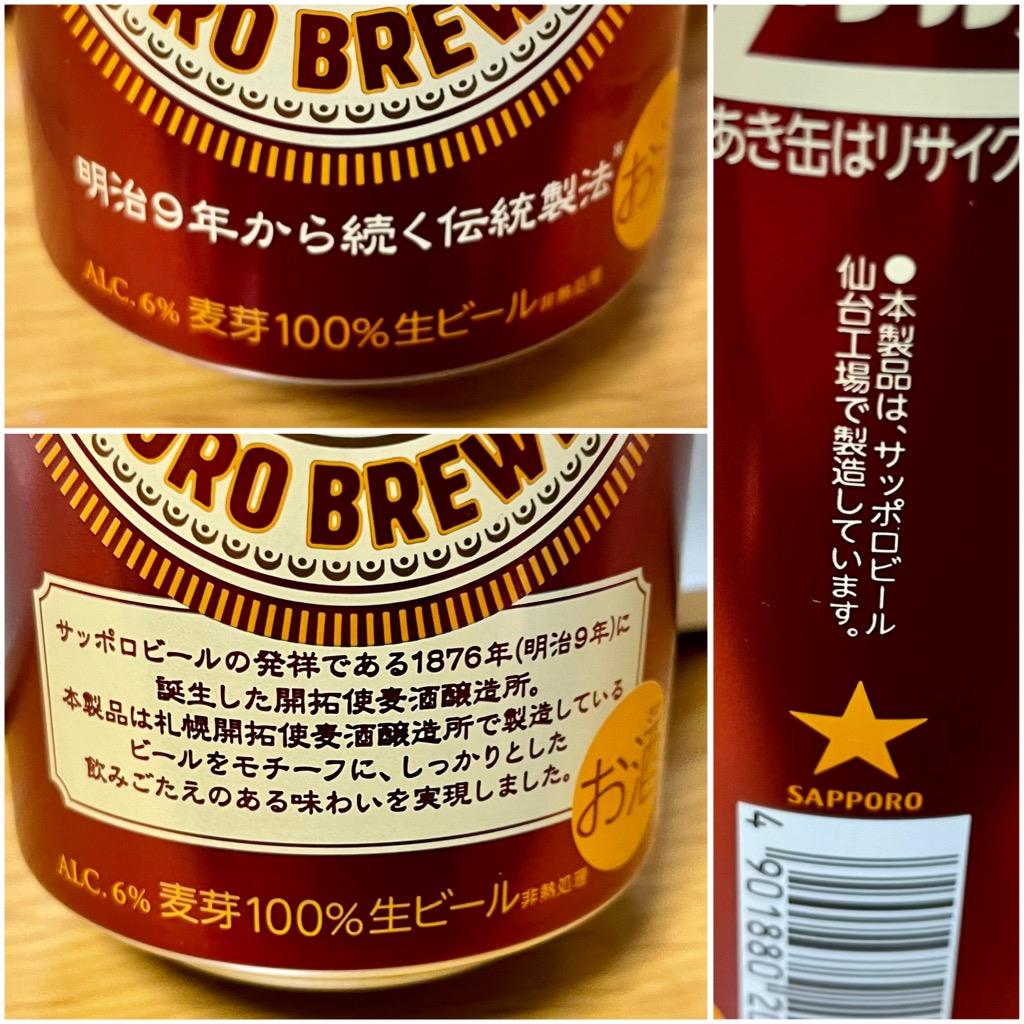 ORO BREW
明治9年から続く伝統製法※
お
ALC. 6% 麦芽100%生ビール 非熱処理
ORO BREW
サッポロビールの発祥である1876年(明治9年)に
誕生した開拓使麦酒醸造所。
本製品は札幌開拓使麦酒醸造所で製造している
ビールをモチーフに、しっかりとした
飲みごたえのある味わいを実現しました。
お酒
ALC. 6% 麦芽100%生ビール 非熱処理
あき缶はリサイク
●本製品は、サッポロビール
仙台工場で製造しています。
SAPPORO
4 901880 2